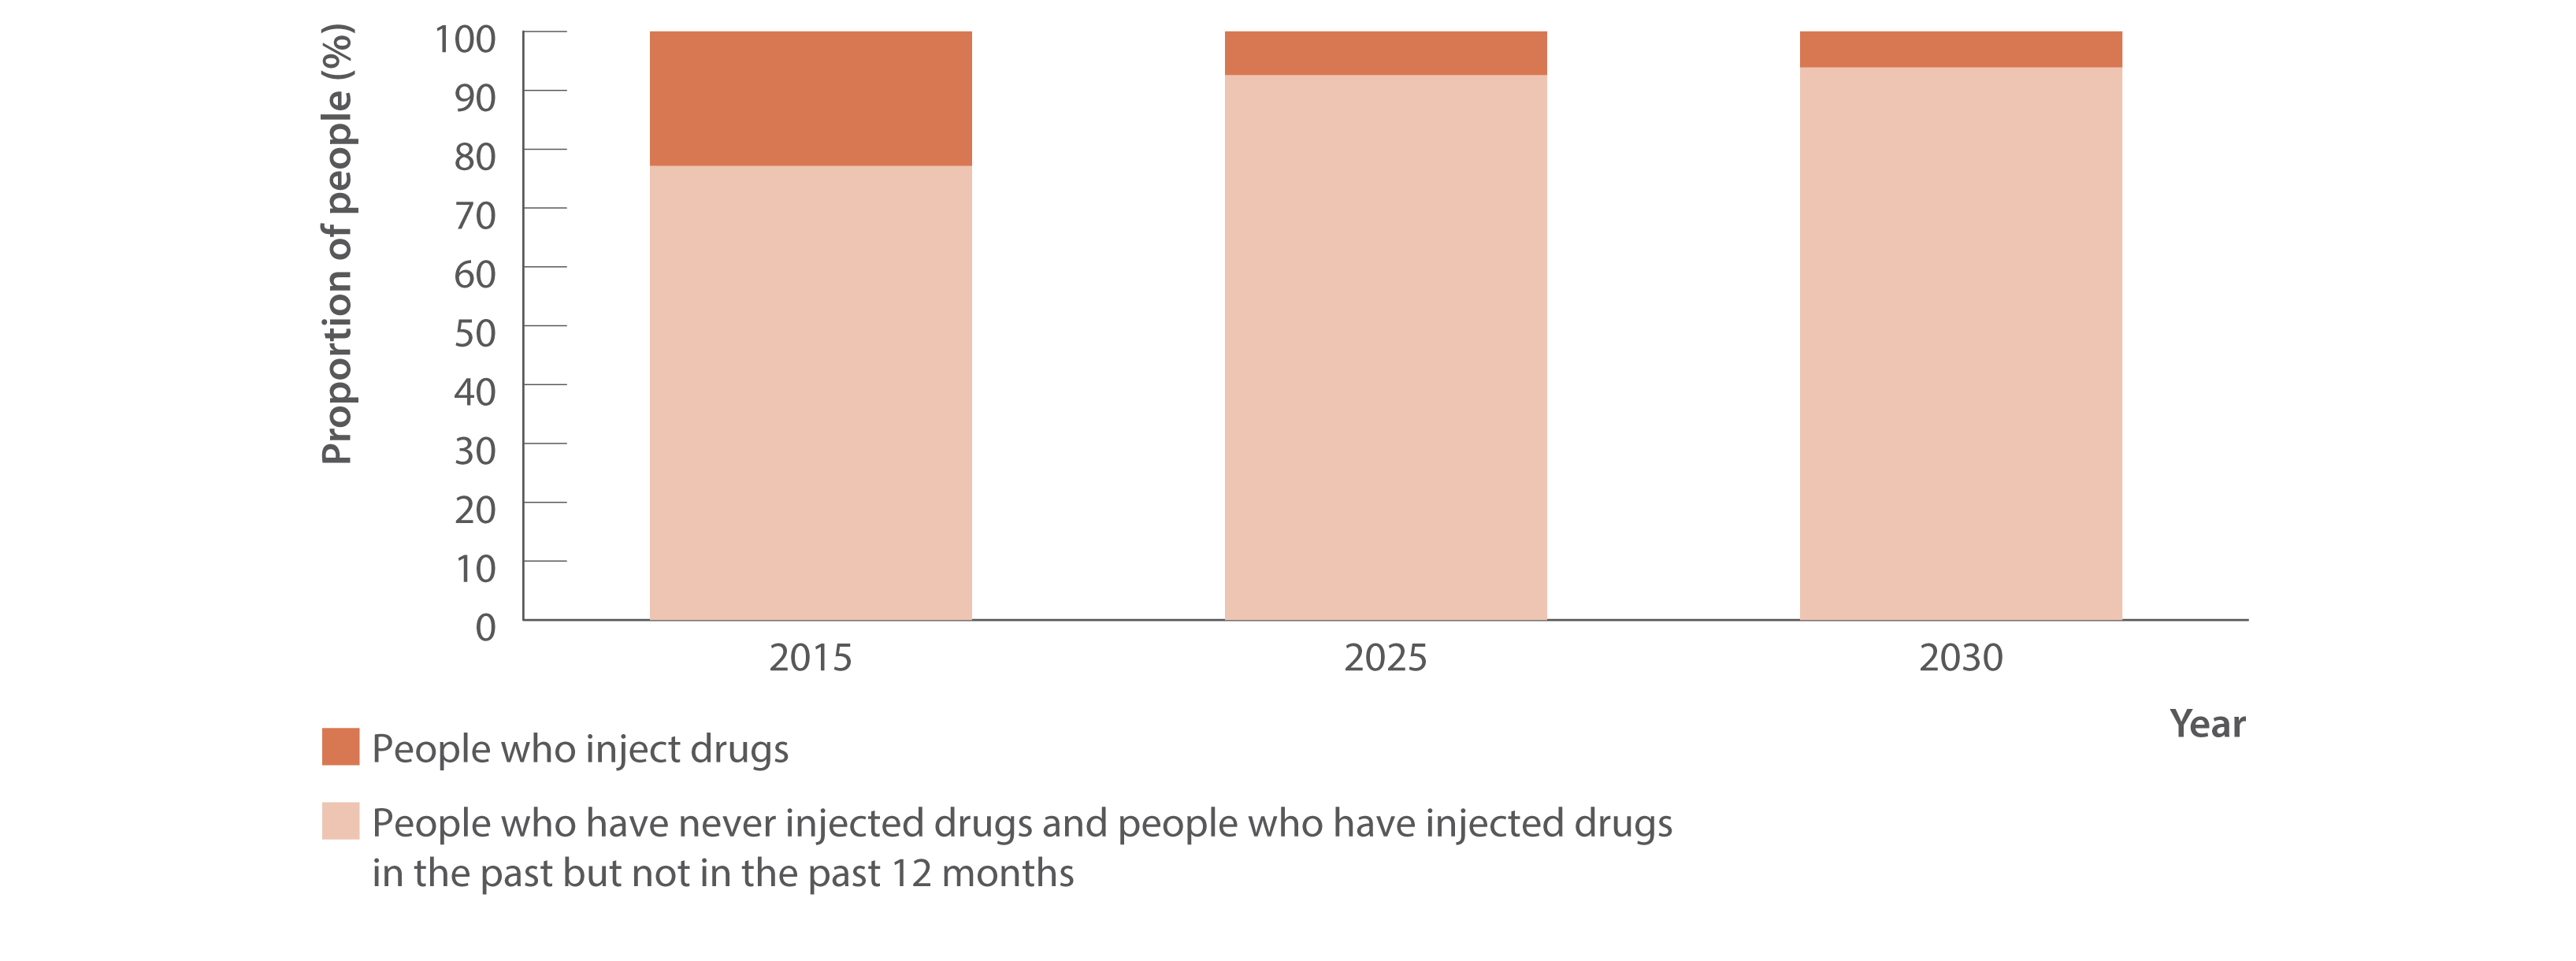 Proportion of people (%)
100
90
80
70
60
50
40
30
20
10
0
2015
2025
2030
Year
People who inject drugs
People who have never injected drugs and people who have injected drugs
in the past but not in the past 12 months